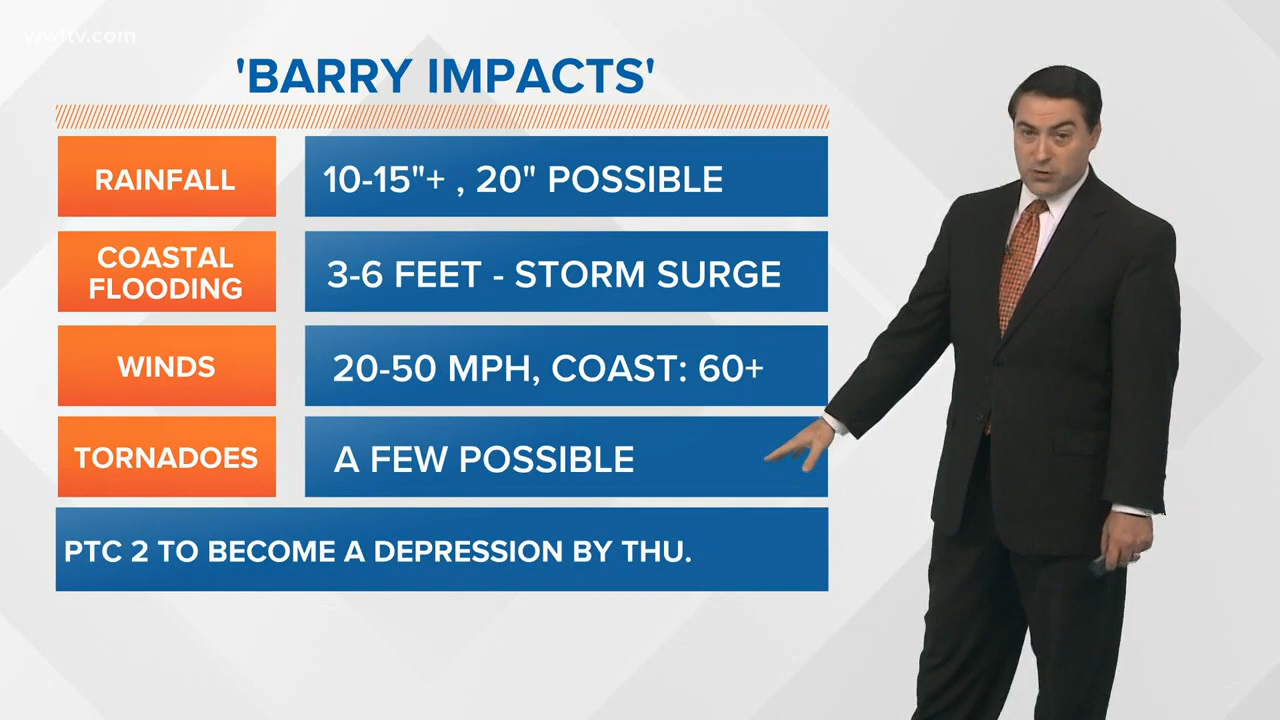 wwltv.com
'BARRY IMPACTS'
RAINFALL
10-15"+ , 20" POSSIBLE
COASTAL
FLOODING
3-6 FEET - STORM SURGE
WINDS
20-50 MPH, COAST: 60+
TORNADOES
A FEW POSSIBLE
PTC 2 TO BECOME A DEPRESSION BY THU.